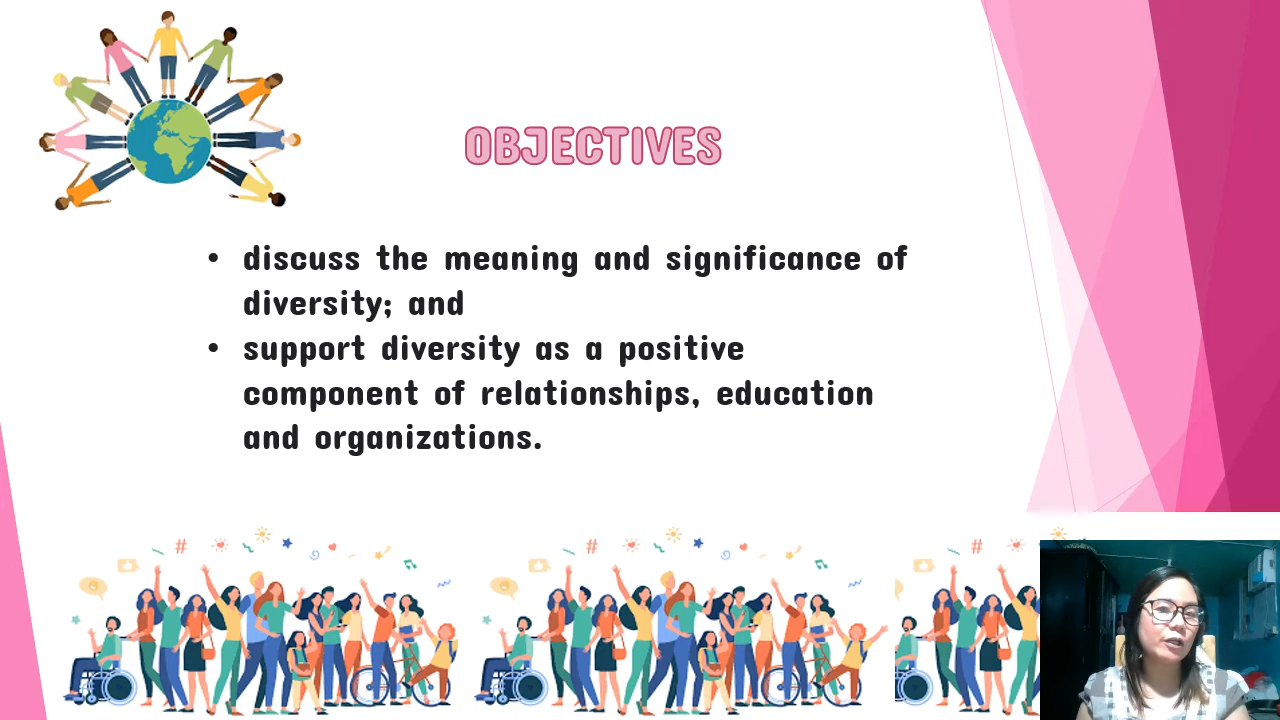 OBJECTIVES
• discuss the meaning and significance of
diversity; and
• support diversity as a positive
component of relationships, education
and organizations.